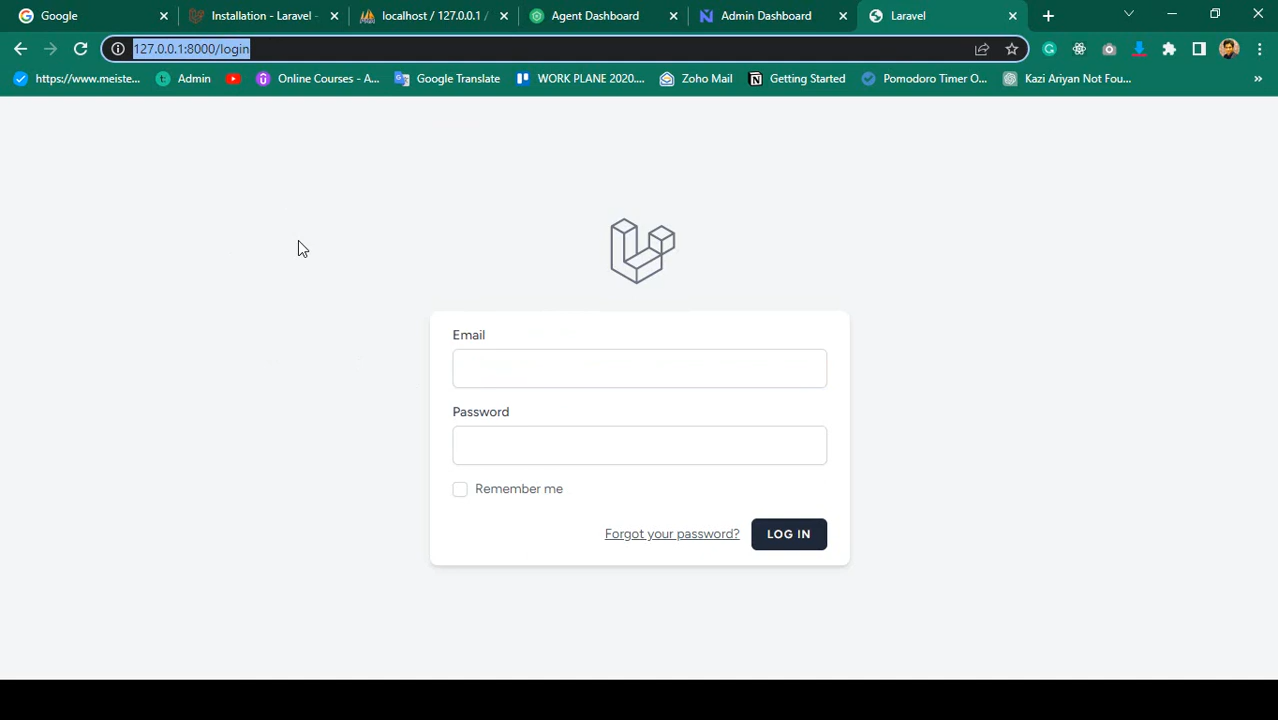 Google
Installation - Laravel -
localhost / 127.0.0.1 /
Agent Dashboard
Admin Dashboard
Laravel
127.0.0.1:8000/login
https://www.meiste...
Admin
Online Courses - A...
Google Translate
WORK PLANE 2020....
Zoho Mail
Getting Started
Pomodoro Timer O...
Kazi Ariyan Not Fou...
Email
Password
Remember me
Forgot your password?
LOG IN